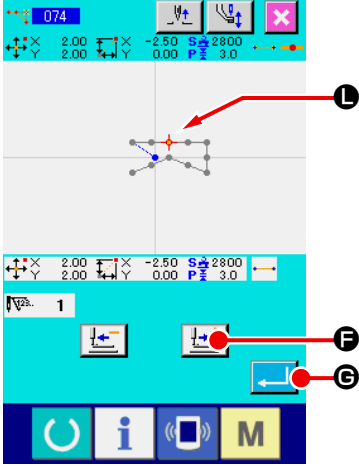 074
X 2.00 X -2.50 S 2800
Y 2.00 Y 0.00 P 3.0
L
X 2.00 X -2.50 S 2800
Y 2.00 Y 0.00 P 3.0
N123.. 1
F
G
i M